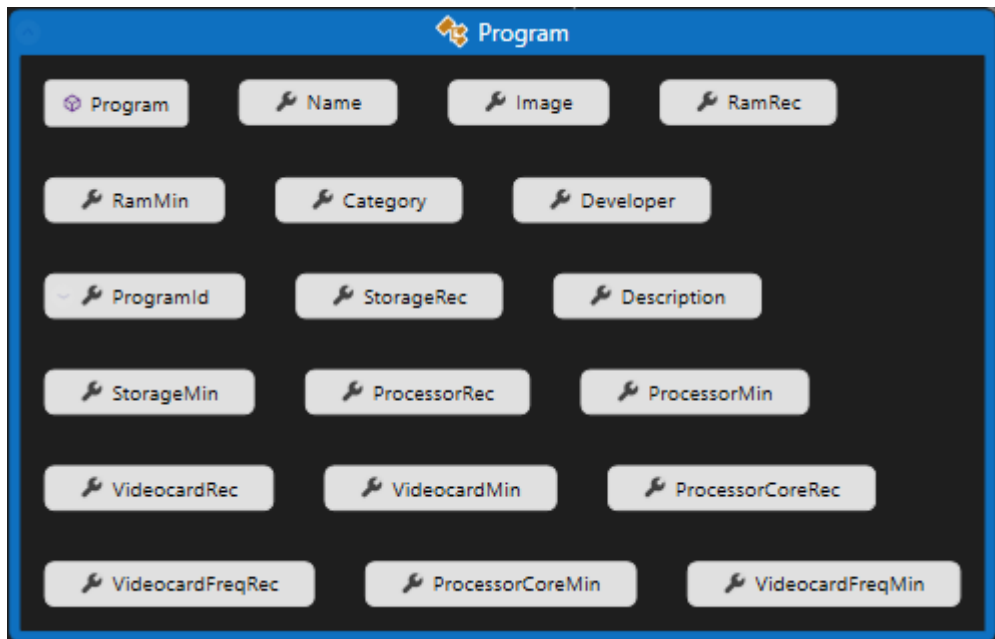 Program
Program Name Image RamRec
RamMin Category Developer
ProgramId StorageRec Description
StorageMin ProcessorRec ProcessorMin
VideocardRec VideocardMin ProcessorCoreRec
VideocardFreqRec ProcessorCoreMin VideocardFreqMin